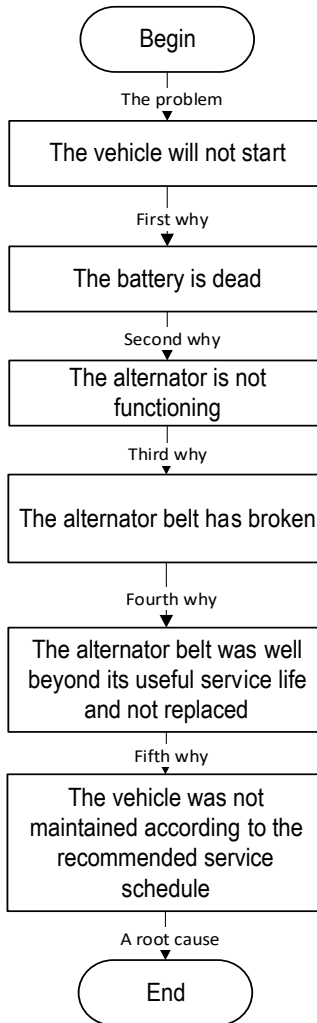 Begin
The problem
The vehicle will not start
First why
The battery is dead
Second why
The alternator is not
functioning
Third why
The alternator belt has broken
Fourth why
The alternator belt was well
beyond its useful service life
and not replaced
Fifth why
The vehicle was not
maintained according to the
recommended service
schedule
A root cause
End